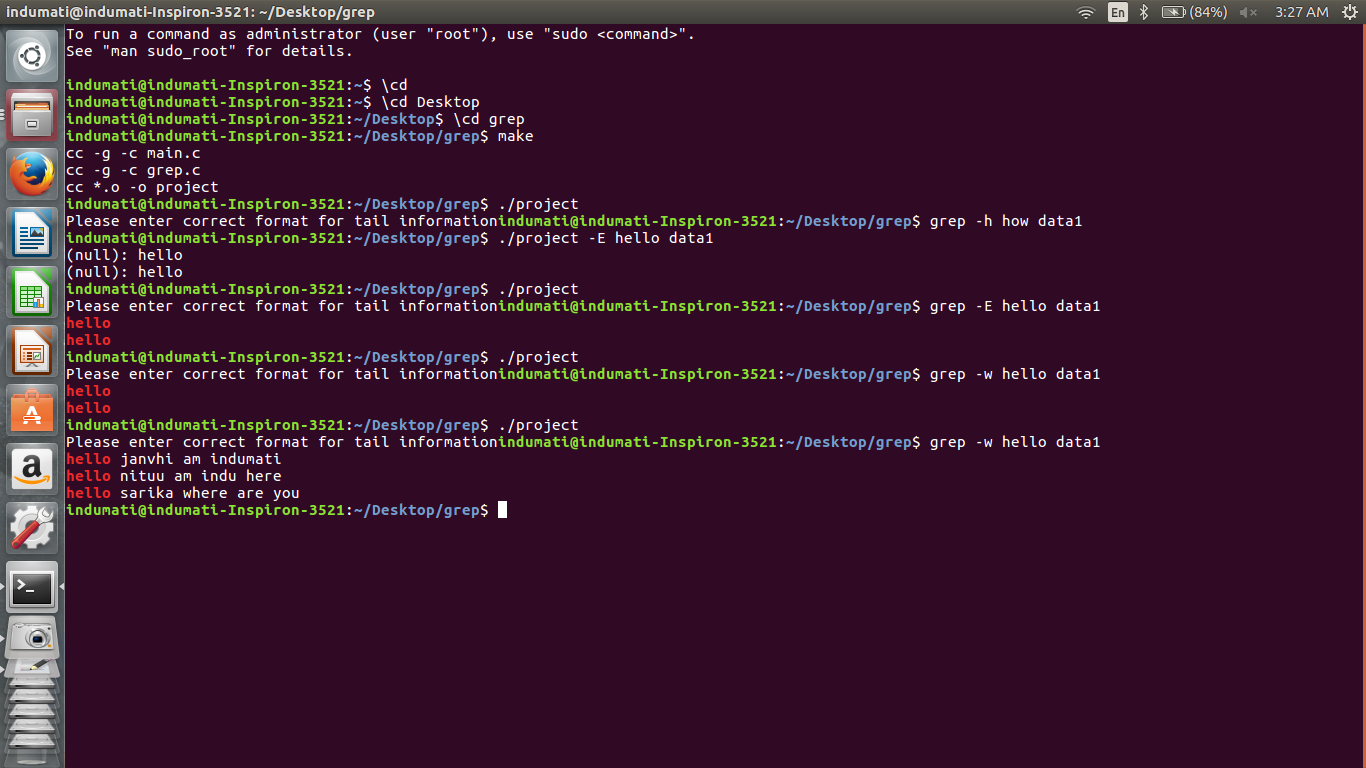 indumati@indumati-Inspiron-3521: ~/Desktop/grep
En
(84%)
3:27 AM
To run a command as administrator (user "root"), use "sudo <command>".
See "man sudo_root" for details.
indumati@indumati-Inspiron-3521:~$ \cd
indumati@indumati-Inspiron-3521:~$ \cd Desktop
indumati@indumati-Inspiron-3521:~/Desktop$ \cd grep
indumati@indumati-Inspiron-3521:~/Desktop/grep$ make
cc -g -c main.c
cc -g -c grep.c
cc *.o -o project
indumati@indumati-Inspiron-3521:~/Desktop/grep$ ./project
Please enter correct format for tail informationindumati@indumati-Inspiron-3521:~/Desktop/grep$ grep -h how data1
indumati@indumati-Inspiron-3521:~/Desktop/grep$ ./project -E hello data1
(null): hello
(null): hello
indumati@indumati-Inspiron-3521:~/Desktop/grep$ ./project
Please enter correct format for tail informationindumati@indumati-Inspiron-3521:~/Desktop/grep$ grep -E hello data1
hello
hello
indumati@indumati-Inspiron-3521:~/Desktop/grep$ ./project
Please enter correct format for tail informationindumati@indumati-Inspiron-3521:~/Desktop/grep$ grep -w hello data1
hello
hello
indumati@indumati-Inspiron-3521:~/Desktop/grep$ ./project
Please enter correct format for tail informationindumati@indumati-Inspiron-3521:~/Desktop/grep$ grep -w hello data1
hello janvhi am indumati
hello nituu am indu here
hello sarika where are you
indumati@indumati-Inspiron-3521:~/Desktop/grep$